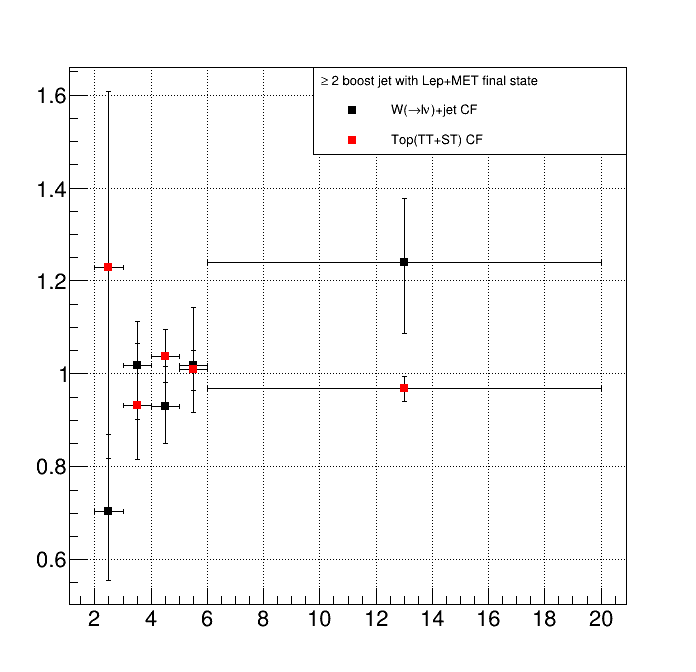 ≥ 2 boost jet with Lep+MET final state
W(→lν)+jet CF
Top(TT+ST) CF
1.6
1.4
1.2
1
0.8
0.6
2 4 6 8 10 12 14 16 18 20